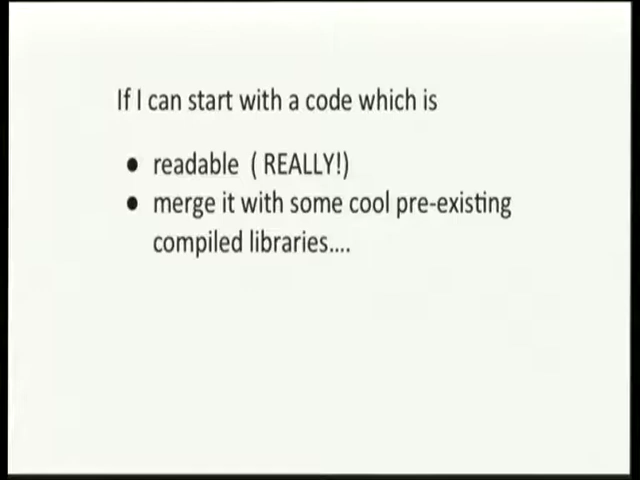 If I can start with a code which is
● readable ( REALLY!)
● merge it with some cool pre-existing
compiled libraries....